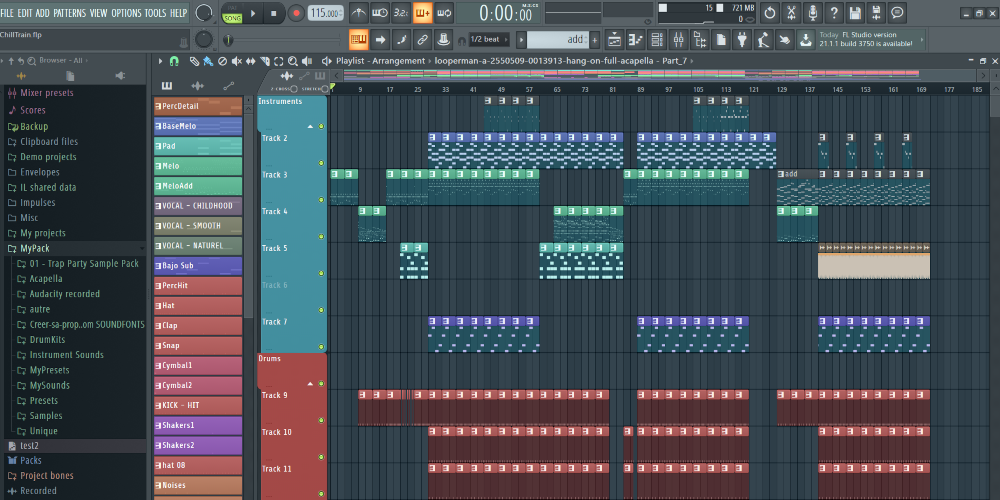 FILE EDIT ADD PATTERNS VIEW OPTIONS TOOLS HELP
PAT
SONG
115.000
3.2
M:S:CS
0:00:00
15
721 MB
0
ChillTrain.flp
1/2 beat
add
Today FL Studio version
21.1.1 build 3750 is available!
Browser - All
Playlist - Arrangement looperman-a-2550509-0013913-hang-on-full-acapella - Part_7
Z-CROSS STRETCH
9 17 25 33 41 49 57 65 73 81 89 97 105 113 121 129 137 145 153 161 169 177 185
Mixer presets
Scores
Backup
Clipboard files
Demo projects
Envelopes
IL shared data
Impulses
Misc
My projects
MyPack
01 - Trap Party Sample Pack
Acapella
Audacity recorded
autre
Creer-sa-prop..om SOUNDFONTS
DrumKits
Instrument Sounds
MyPresets
MySounds
Presets
Samples
Unique
test2
Packs
Project bones
Recorded
PercDetail
BaseMelo
Pad
Melo
MeloAdd
VOCAL - CHILDHOOD
VOCAL - SMOOTH
VOCAL - NATUREL
Bajo Sub
PercHit
Hat
Clap
Snap
Cymbal1
Cymbal2
KICK - HIT
Shakers1
Shakers2
hat 08
Noises
Instruments
Track 2
Track 3
add
Track 4
Track 5
Track 6
Track 7
Drums
Track 9
Track 10
Track 11